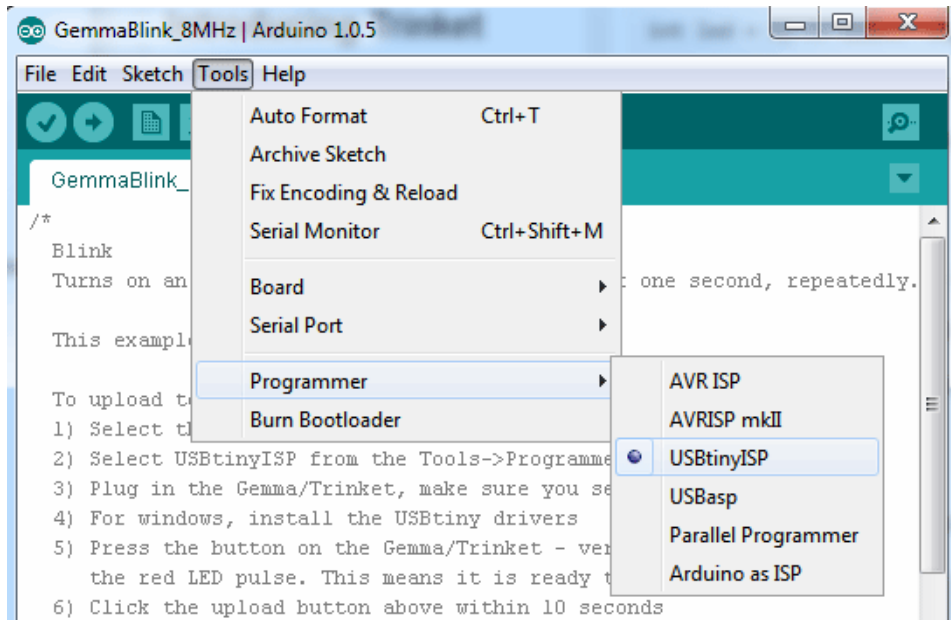 GemmaBlink_8MHz | Arduino 1.0.5
File Edit Sketch Tools Help
Auto Format Ctrl+T
Archive Sketch
Fix Encoding & Reload
Serial Monitor Ctrl+Shift+M
Board
Serial Port
Programmer
Burn Bootloader
AVR ISP
AVRISP mkII
USBtinyISP
USBasp
Parallel Programmer
Arduino as ISP
GemmaBlink_
/*
Blink
Turns on an one second, repeatedly.
This exampl
To upload t
1) Select t
2) Select USBtinyISP from the Tools->Programme
3) Plug in the Gemma/Trinket, make sure you se
4) For windows, install the USBtiny drivers
5) Press the button on the Gemma/Trinket - ver
the red LED pulse. This means it is ready
6) Click the upload button above within 10 seconds